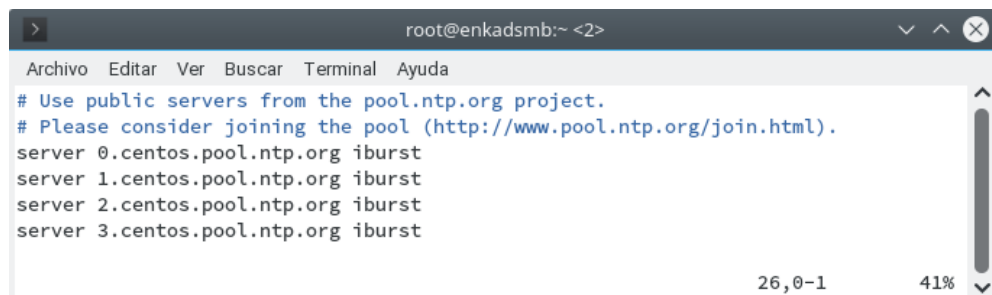 root@enkadsmb:~ <2>
Archivo Editar Ver Buscar Terminal Ayuda
# Use public servers from the pool.ntp.org project.
# Please consider joining the pool (http://www.pool.ntp.org/join.html).
server 0.centos.pool.ntp.org iburst
server 1.centos.pool.ntp.org iburst
server 2.centos.pool.ntp.org iburst
server 3.centos.pool.ntp.org iburst
26,0-1 41%